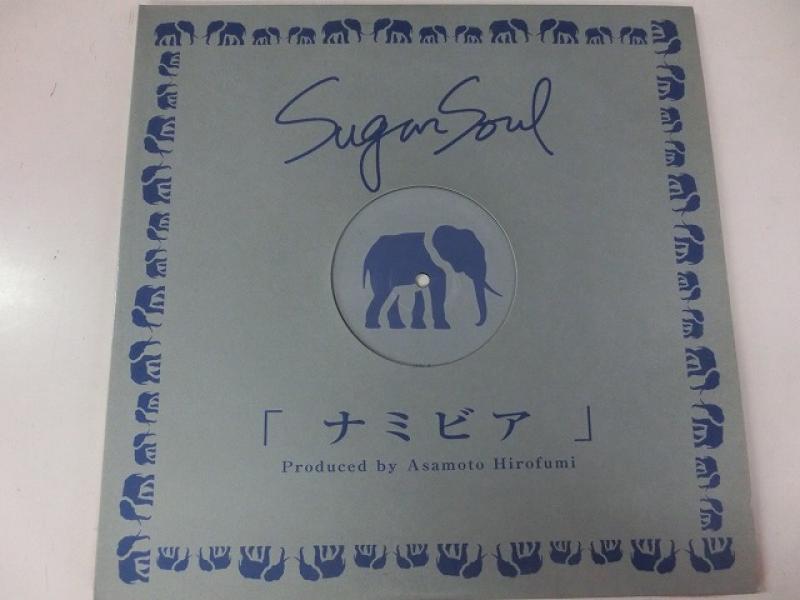 Sugar Soul
「 ナミビア 」
Produced by Asamoto Hirofumi